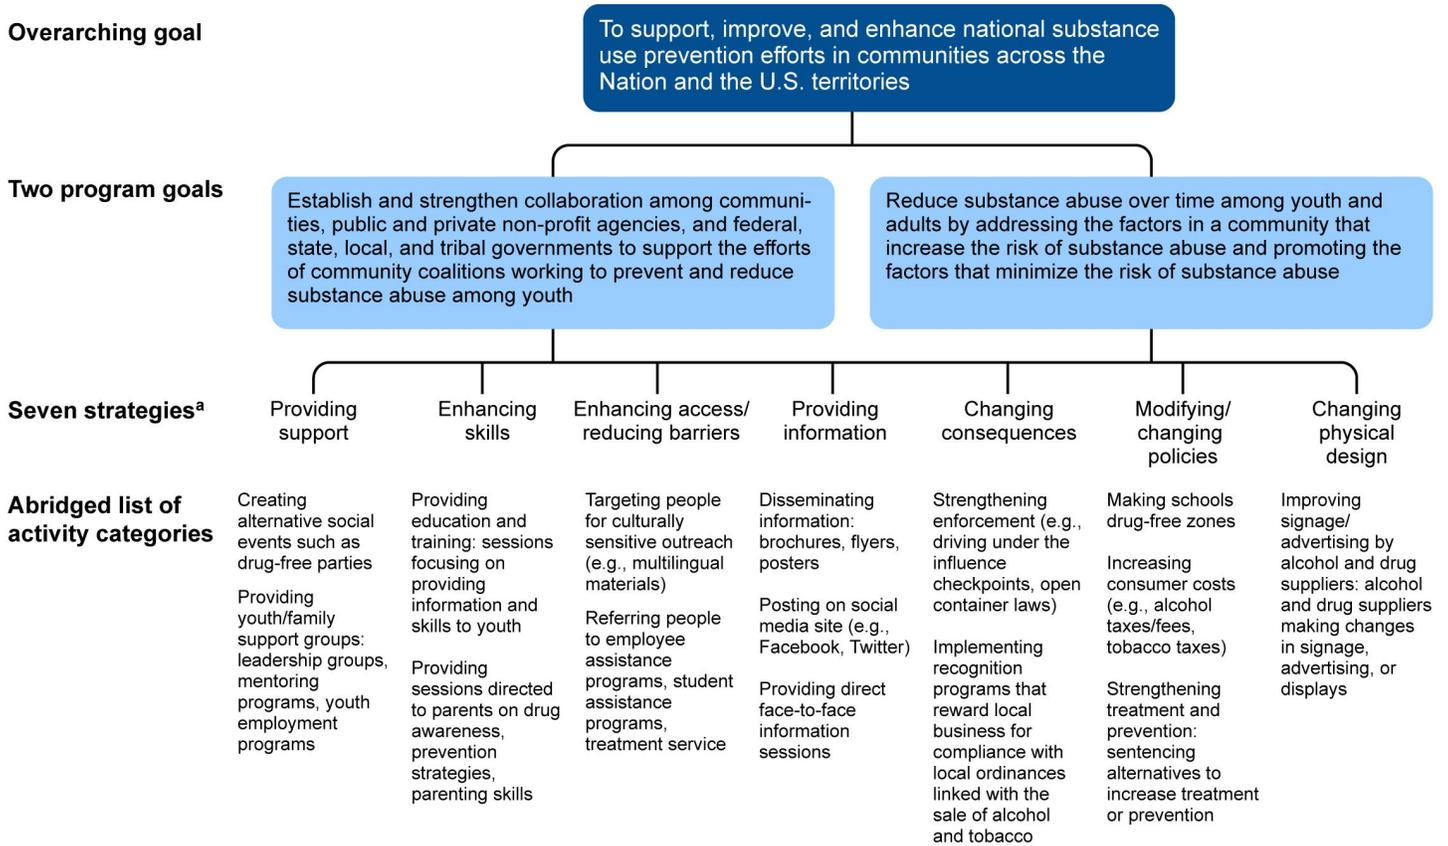 Overarching goal
To support, improve, and enhance national substance
use prevention efforts in communities across the
Nation and the U.S. territories
Two program goals
Establish and strengthen collaboration among communi-
ties, public and private non-profit agencies, and federal,
state, local, and tribal governments to support the efforts
of community coalitions working to prevent and reduce
substance abuse among youth
Reduce substance abuse over time among youth and
adults by addressing the factors in a community that
increase the risk of substance abuse and promoting the
factors that minimize the risk of substance abuse
Seven strategiesᵃ
Providing
support
Enhancing
skills
Enhancing access/
reducing barriers
Providing
information
Changing
consequences
Modifying/
changing
policies
Changing
physical
design
Abridged list of
activity categories
Creating
alternative social
events such as
drug-free parties
Providing
youth/family
support groups:
leadership groups,
mentoring
programs, youth
employment
programs
Providing
education and
training: sessions
focusing on
providing
information and
skills to youth
Providing
sessions directed
to parents on drug
awareness,
prevention
strategies,
parenting skills
Targeting people
for culturally
sensitive outreach
(e.g., multilingual
materials)
Referring people
to employee
assistance
programs, student
assistance
programs,
treatment service
Disseminating
information:
brochures, flyers,
posters
Posting on social
media site (e.g.,
Facebook, Twitter)
Providing direct
face-to-face
information
sessions
Strengthening
enforcement (e.g.,
driving under the
influence
checkpoints, open
container laws)
Implementing
recognition
programs that
reward local
business for
compliance with
local ordinances
linked with the
sale of alcohol
and tobacco
Making schools
drug-free zones
Increasing
consumer costs
(e.g., alcohol
taxes/fees,
tobacco taxes)
Strengthening
treatment and
prevention:
sentencing
alternatives to
increase treatment
or prevention
Improving
signage/
advertising by
alcohol and drug
suppliers: alcohol
and drug suppliers
making changes
in signage,
advertising, or
displays